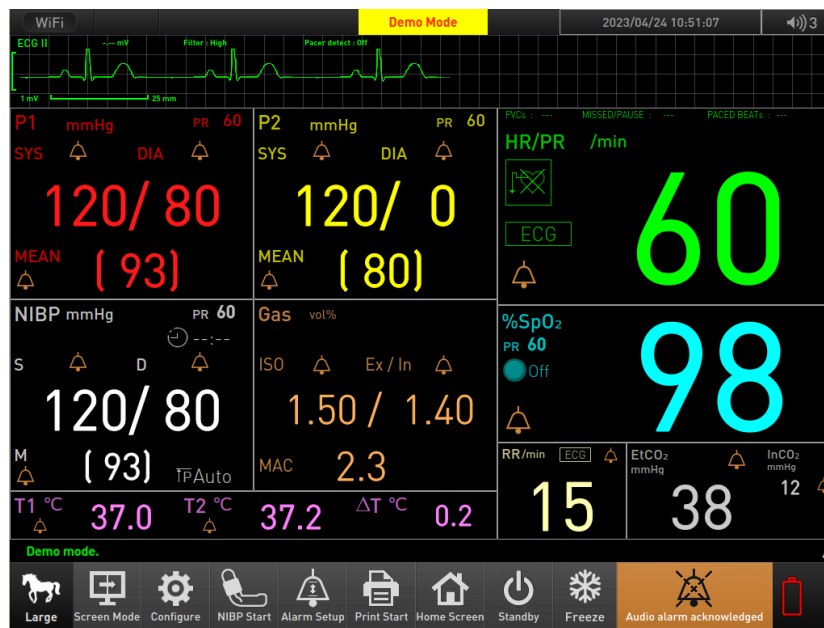 WiFi
Demo Mode
2023/04/24 10:51:07
3
ECG II
-.-- mV
Filter : High
Pacer detect : Off
1 mV
25 mm
P1 mmHg PR 60
SYS DIA
120/ 80
MEAN
( 93)
P2 mmHg PR 60
SYS DIA
120/ 0
MEAN
( 80)
PVCs : --- MISSED/PAUSE : --- PACED BEATs : ---
HR/PR /min
60
ECG
NIBP mmHg PR 60
--:--
S D
120/ 80
M
( 93) TPAuto
Gas vol%
ISO Ex / In
1.50 / 1.40
MAC 2.3
%SpO₂
PR 60
Off
98
RR/min ECG
15
EtCO₂
mmHg
38
InCO₂
mmHg
12
T1 °C 37.0 T2 °C 37.2 ΔT °C 0.2
Demo mode.
Large
Screen Mode
Configure
NIBP Start
Alarm Setup
Print Start
Home Screen
Standby
Freeze
Audio alarm acknowledged